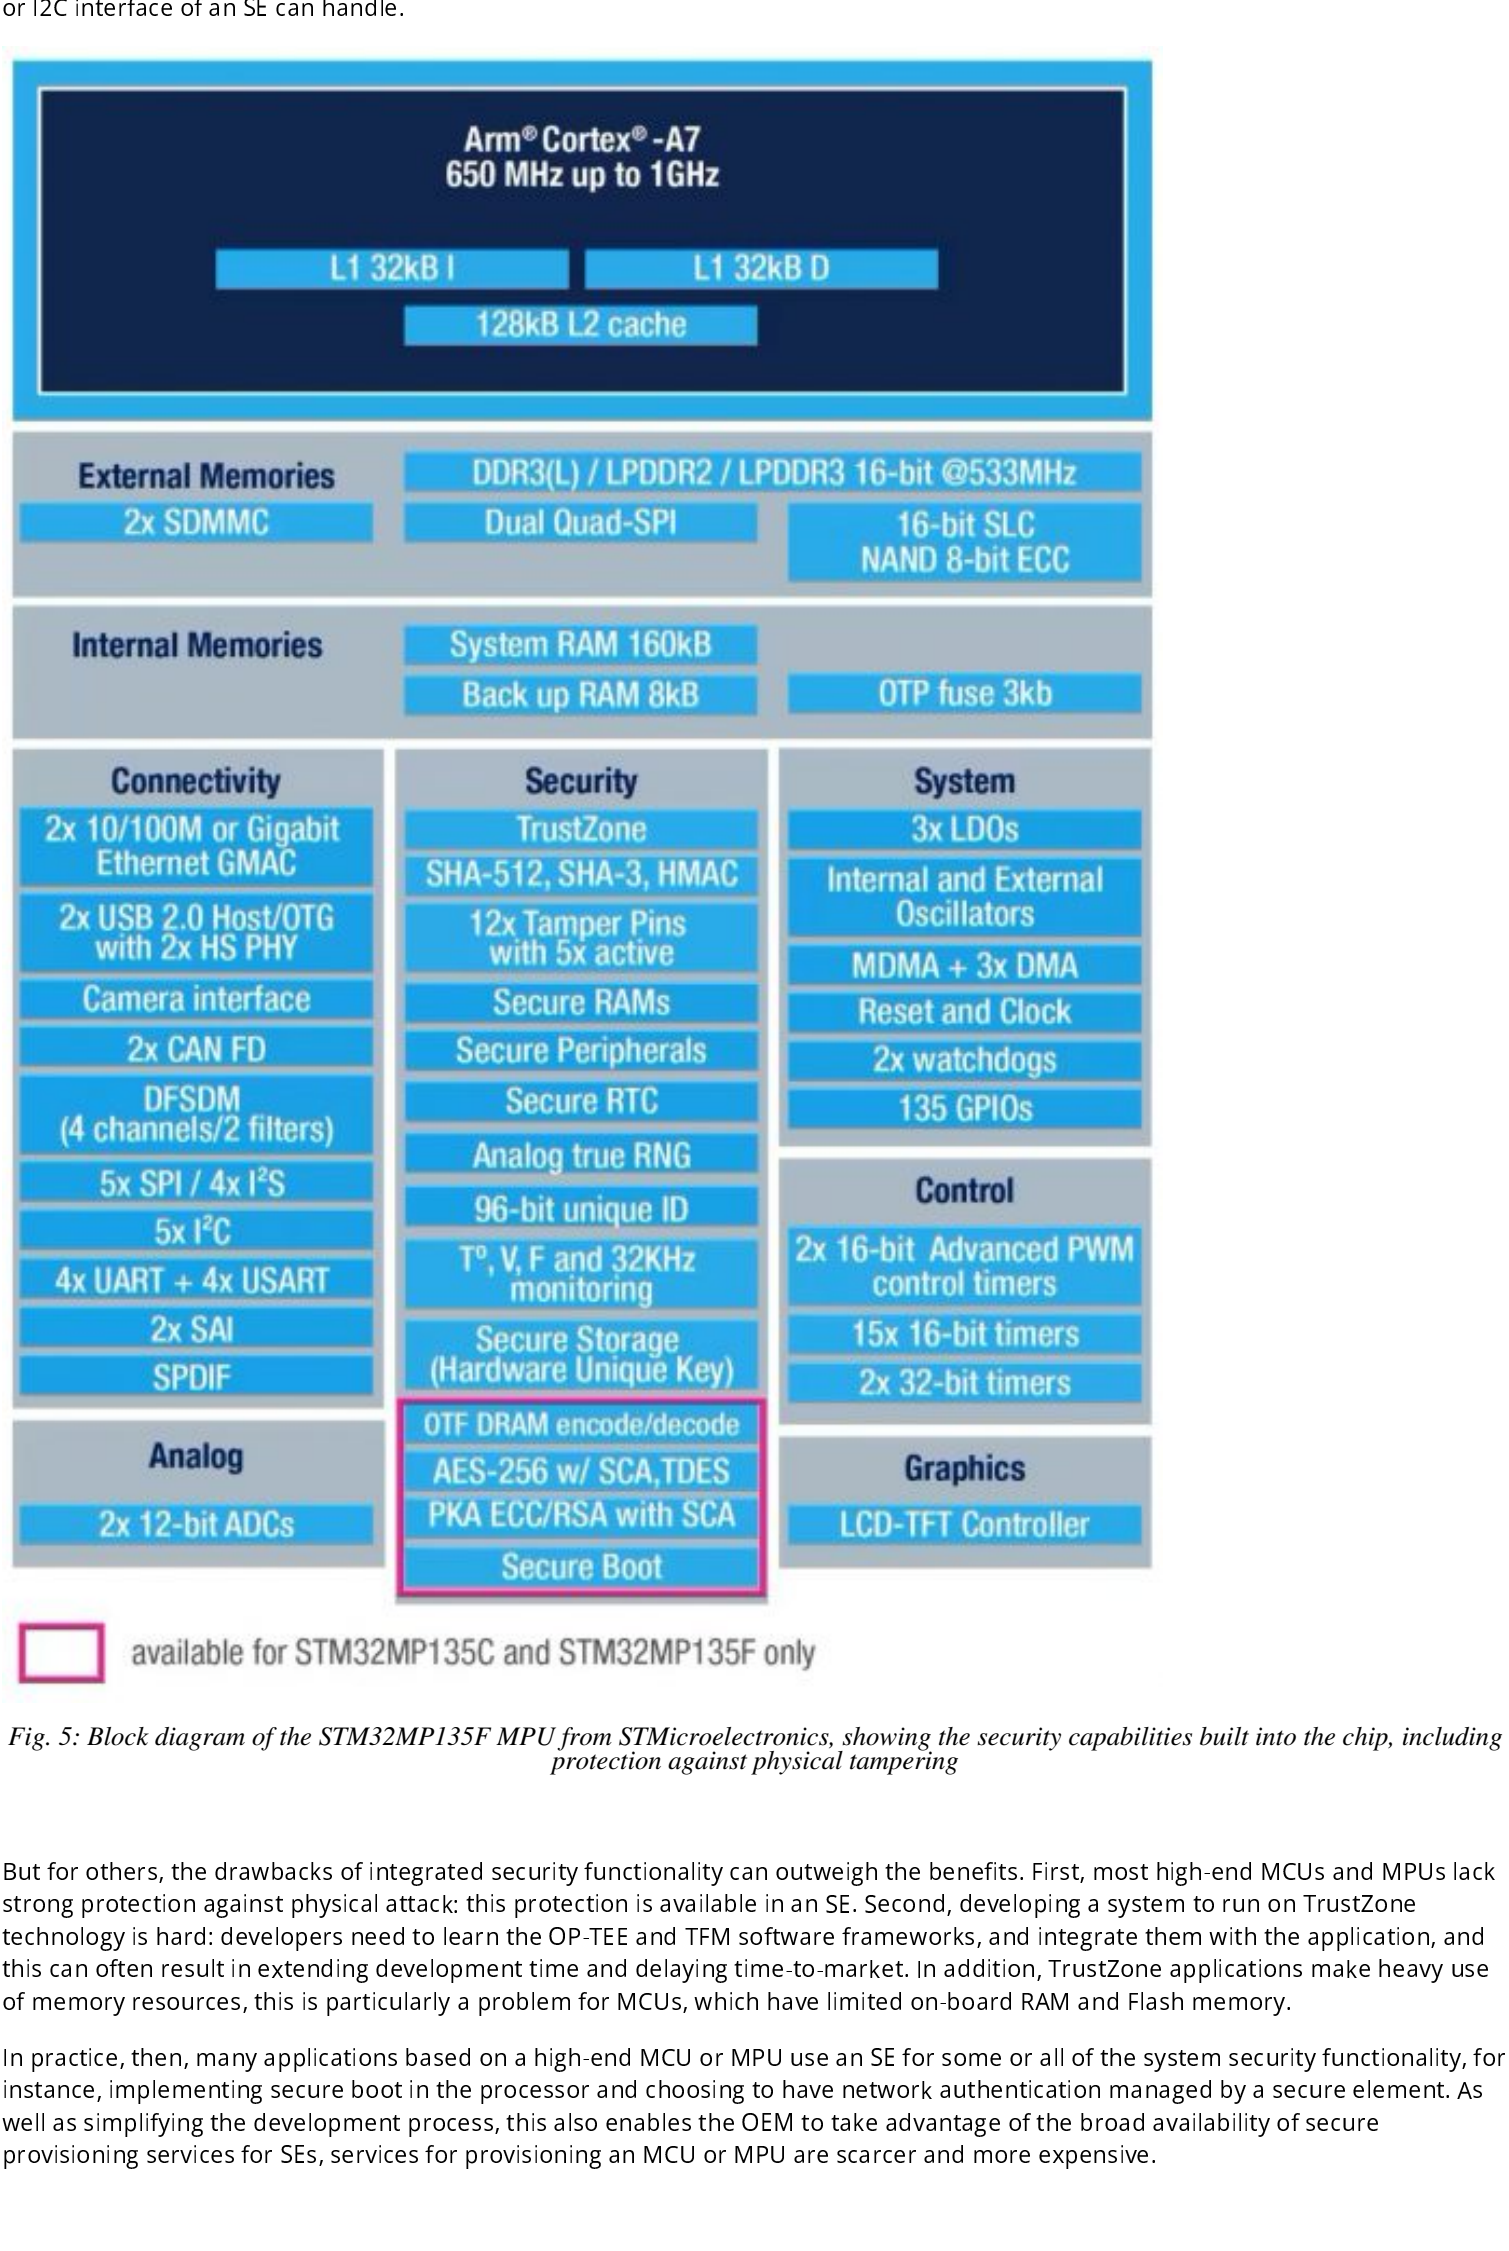 or I2C interface of an SE can handle.
Arm® Cortex® -A7
650 MHz up to 1GHz
L1 32kB I
L1 32kB D
128kB L2 cache
External Memories
DDR3(L) / LPDDR2 / LPDDR3 16-bit @533MHz
2x SDMMC
Dual Quad-SPI
16-bit SLC
NAND 8-bit ECC
Internal Memories
System RAM 160kB
Back up RAM 8kB
OTP fuse 3kb
Connectivity
2x 10/100M or Gigabit
Ethernet GMAC
2x USB 2.0 Host/OTG
with 2x HS PHY
Camera interface
2x CAN FD
DFSDM
(4 channels/2 filters)
5x SPI / 4x I²S
5x I²C
4x UART + 4x USART
2x SAI
SPDIF
Analog
2x 12-bit ADCs
Security
TrustZone
SHA-512, SHA-3, HMAC
12x Tamper Pins
with 5x active
Secure RAMs
Secure Peripherals
Secure RTC
Analog true RNG
96-bit unique ID
Tº, V, F and 32KHz
monitoring
Secure Storage
(Hardware Unique Key)
OTF DRAM encode/decode
AES-256 w/ SCA,TDES
PKA ECC/RSA with SCA
Secure Boot
System
3x LDOs
Internal and External
Oscillators
MDMA + 3x DMA
Reset and Clock
2x watchdogs
135 GPIOs
Control
2x 16-bit Advanced PWM
control timers
15x 16-bit timers
2x 32-bit timers
Graphics
LCD-TFT Controller
available for STM32MP135C and STM32MP135F only
Fig. 5: Block diagram of the STM32MP135F MPU from STMicroelectronics, showing the security capabilities built into the chip, including
protection against physical tampering
But for others, the drawbacks of integrated security functionality can outweigh the benefits. First, most high-end MCUs and MPUs lack
strong protection against physical attack: this protection is available in an SE. Second, developing a system to run on TrustZone
technology is hard: developers need to learn the OP-TEE and TFM software frameworks, and integrate them with the application, and
this can often result in extending development time and delaying time-to-market. In addition, TrustZone applications make heavy use
of memory resources, this is particularly a problem for MCUs, which have limited on-board RAM and Flash memory.
In practice, then, many applications based on a high-end MCU or MPU use an SE for some or all of the system security functionality, for
instance, implementing secure boot in the processor and choosing to have network authentication managed by a secure element. As
well as simplifying the development process, this also enables the OEM to take advantage of the broad availability of secure
provisioning services for SEs, services for provisioning an MCU or MPU are scarcer and more expensive.